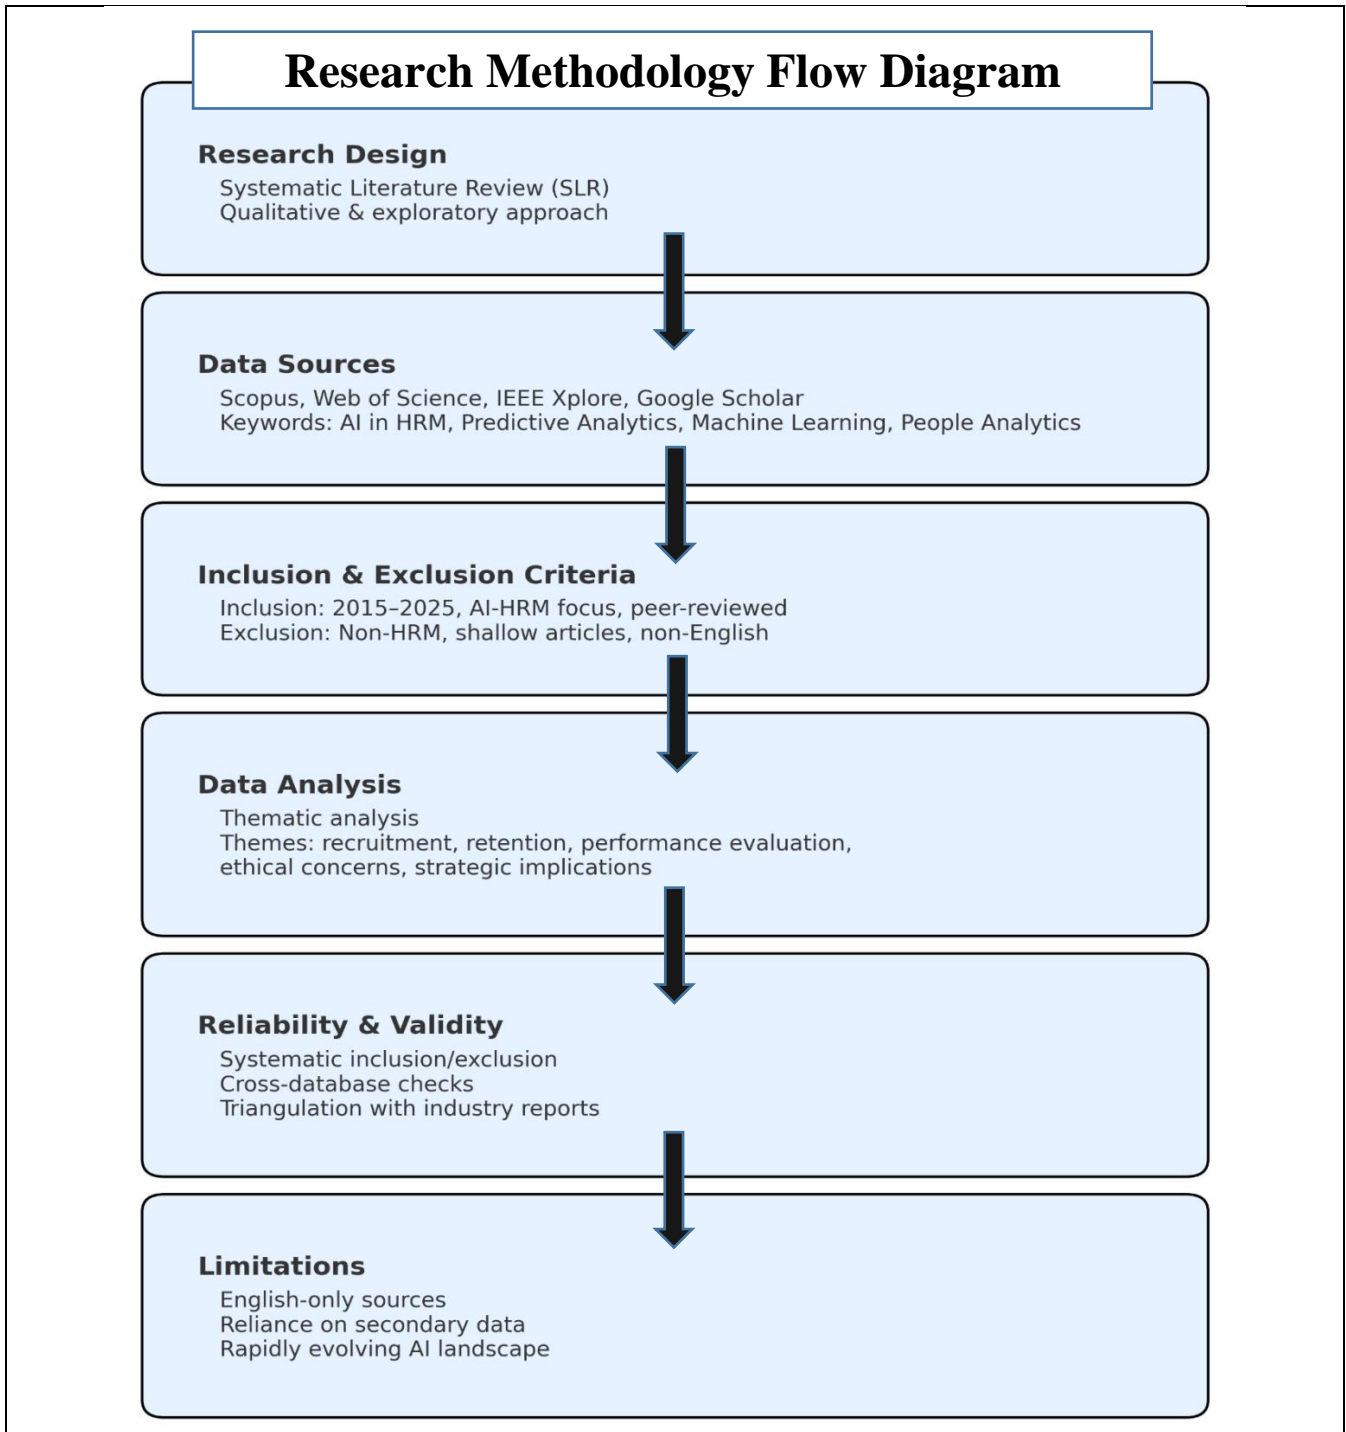 Research Methodology Flow Diagram
Research Design
Systematic Literature Review (SLR)
Qualitative & exploratory approach
Data Sources
Scopus, Web of Science, IEEE Xplore, Google Scholar
Keywords: AI in HRM, Predictive Analytics, Machine Learning, People Analytics
Inclusion & Exclusion Criteria
Inclusion: 2015–2025, AI-HRM focus, peer-reviewed
Exclusion: Non-HRM, shallow articles, non-English
Data Analysis
Thematic analysis
Themes: recruitment, retention, performance evaluation,
ethical concerns, strategic implications
Reliability & Validity
Systematic inclusion/exclusion
Cross-database checks
Triangulation with industry reports
Limitations
English-only sources
Reliance on secondary data
Rapidly evolving AI landscape